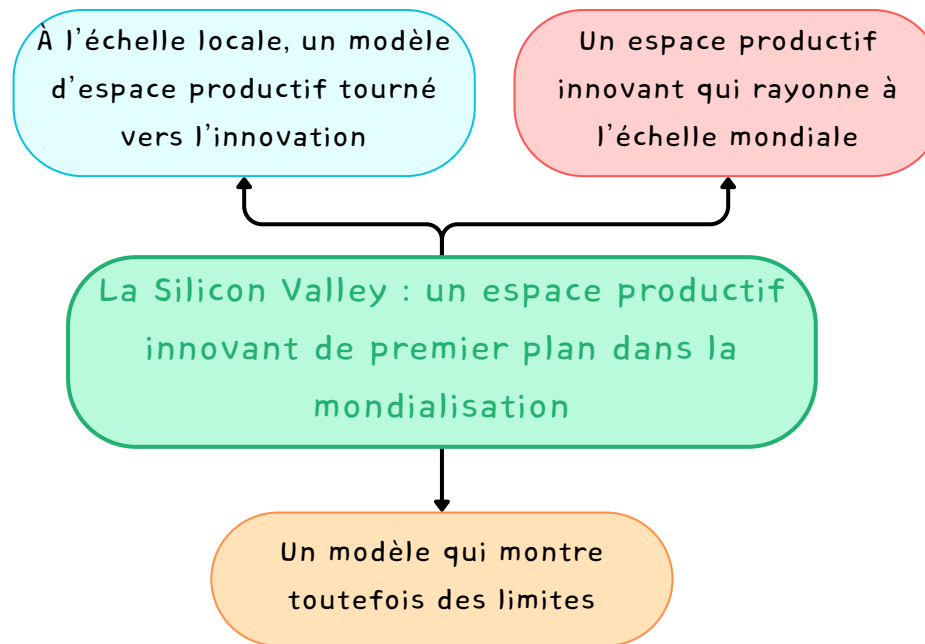 À l'échelle locale, un modèle
d'espace productif tourné
vers l'innovation
Un espace productif
innovant qui rayonne à
l'échelle mondiale
La Silicon Valley : un espace productif
innovant de premier plan dans la
mondialisation
Un modèle qui montre
toutefois des limites